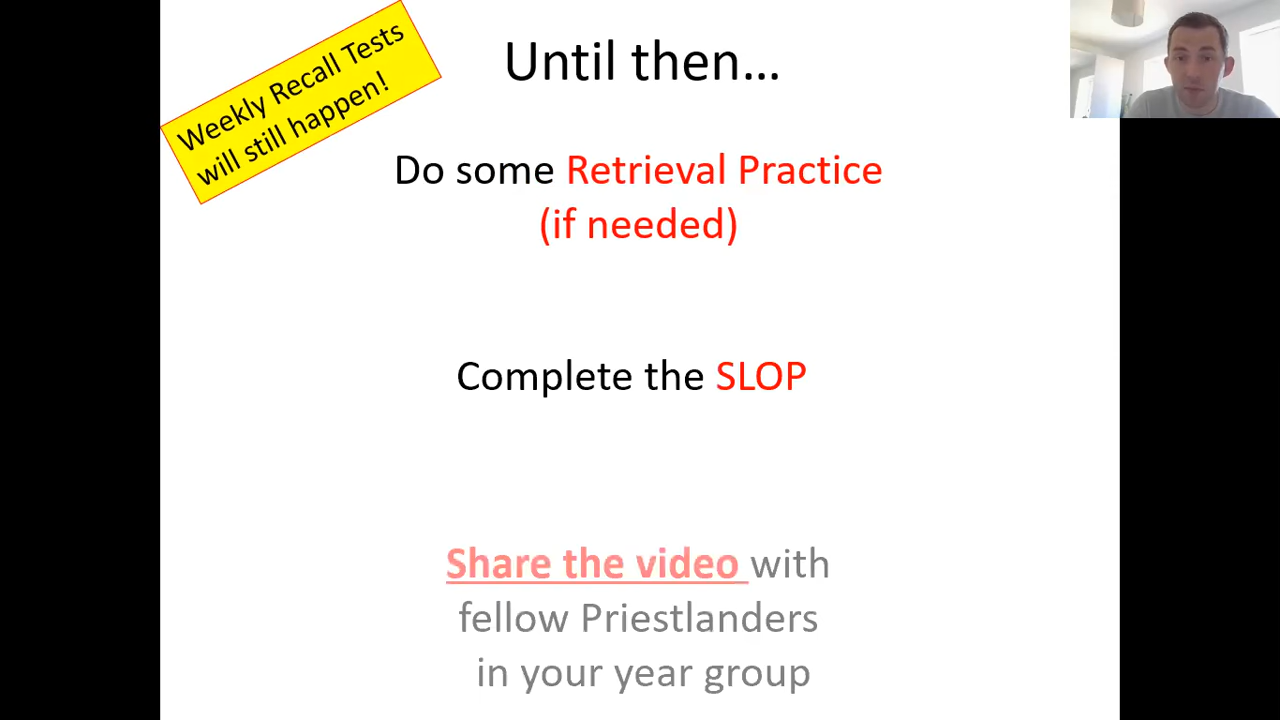 Weekly Recall Tests
will still happen!
Until then…
Do some Retrieval Practice
(if needed)
Complete the SLOP
Share the video with
fellow Priestlanders
in your year group